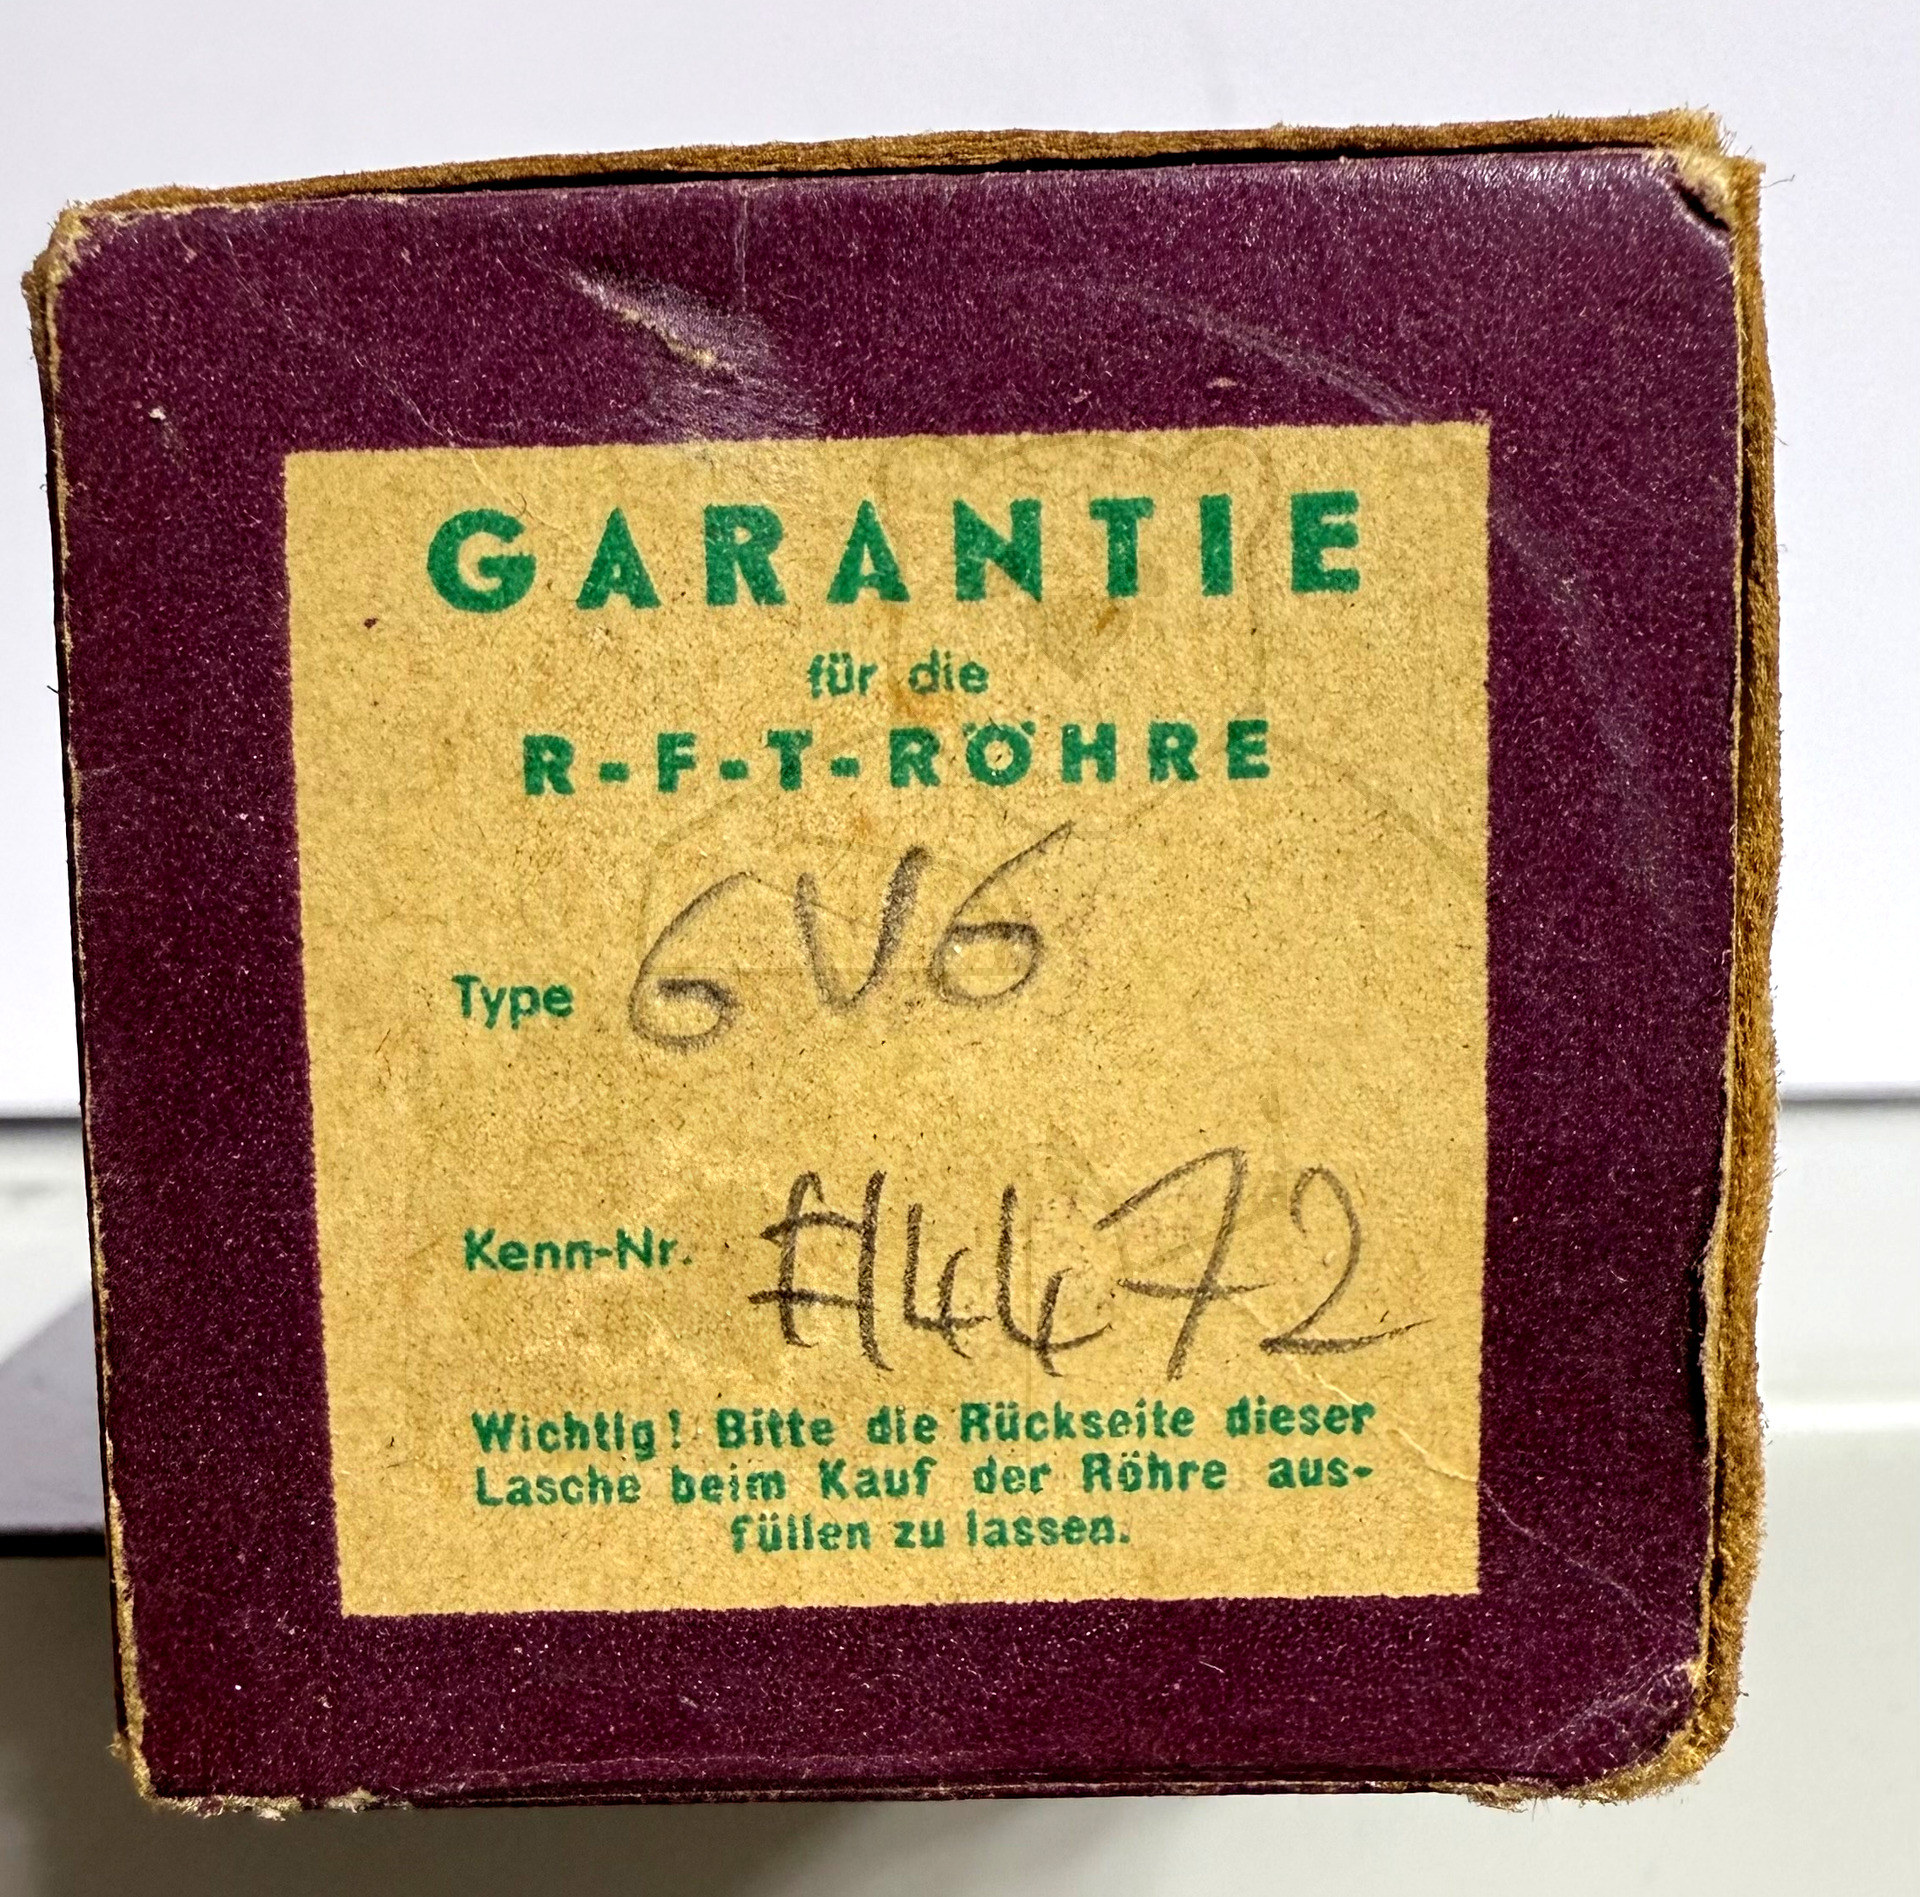 GARANTIE
für die
R-F-T-RÖHRE
Type 6V6
Kenn-Nr. #4472
Wichtig! Bitte die Rückseite dieser
Lasche beim Kauf der Röhre aus-
füllen zu lassen.